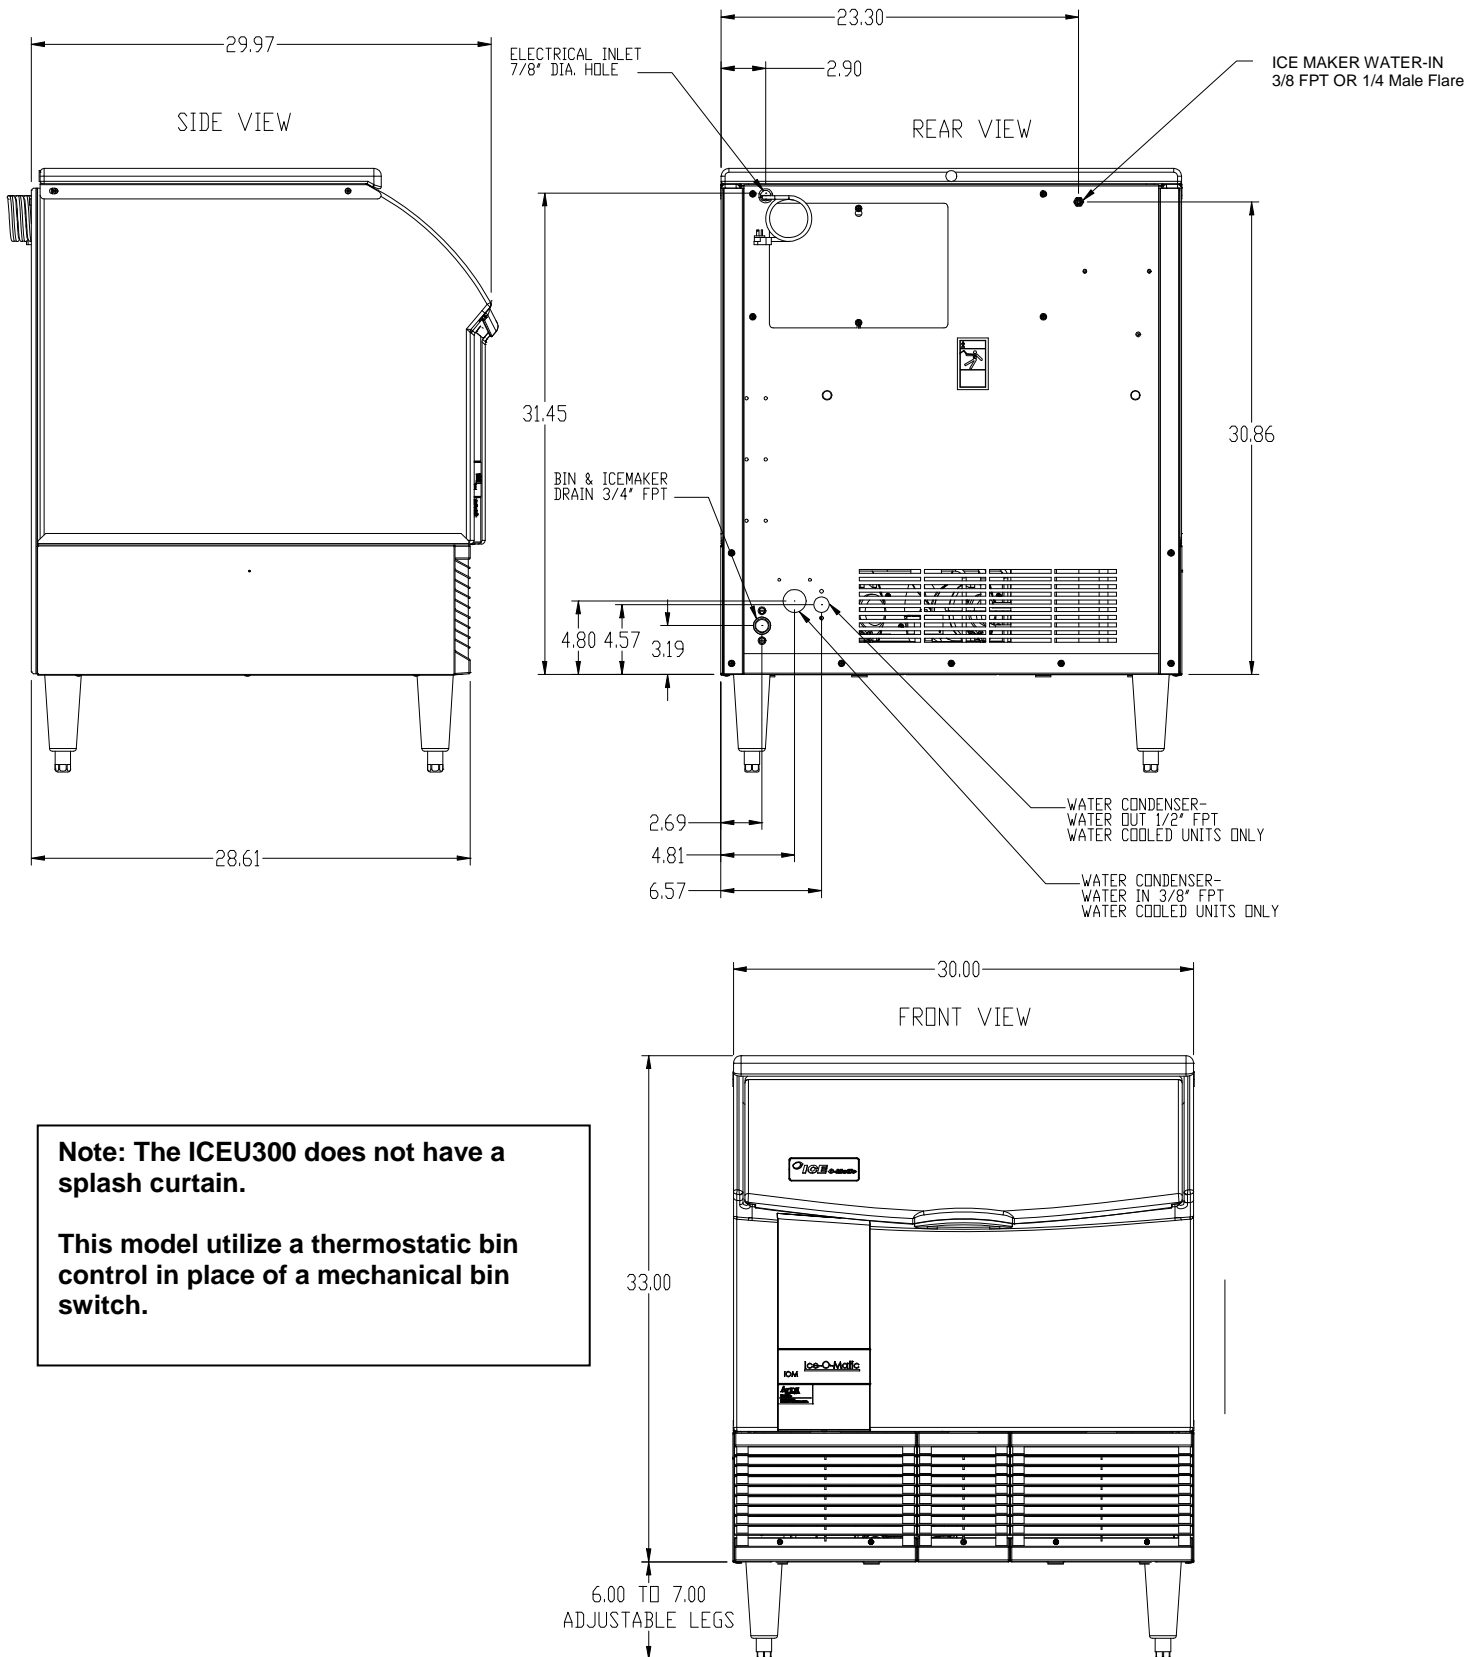 23.30
29.97
ELECTRICAL INLET
7/8" DIA. HOLE
2.90
ICE MAKER WATER-IN
3/8 FPT OR 1/4 Male Flare
SIDE VIEW
REAR VIEW
31.45
30.86
BIN & ICEMAKER
DRAIN 3/4" FPT
4.80
4.57
3.19
2.69
4.81
6.57
28.61
WATER CONDENSER-
WATER OUT 1/2" FPT
WATER COOLED UNITS ONLY
WATER CONDENSER-
WATER IN 3/8" FPT
WATER COOLED UNITS ONLY
30.00
FRONT VIEW
Note: The ICEU300 does not have a
splash curtain.
This model utilize a thermostatic bin
control in place of a mechanical bin
switch.
ICE O-Matic
33.00
Ice-O-Matic
IOM
6.00 TO 7.00
ADJUSTABLE LEGS